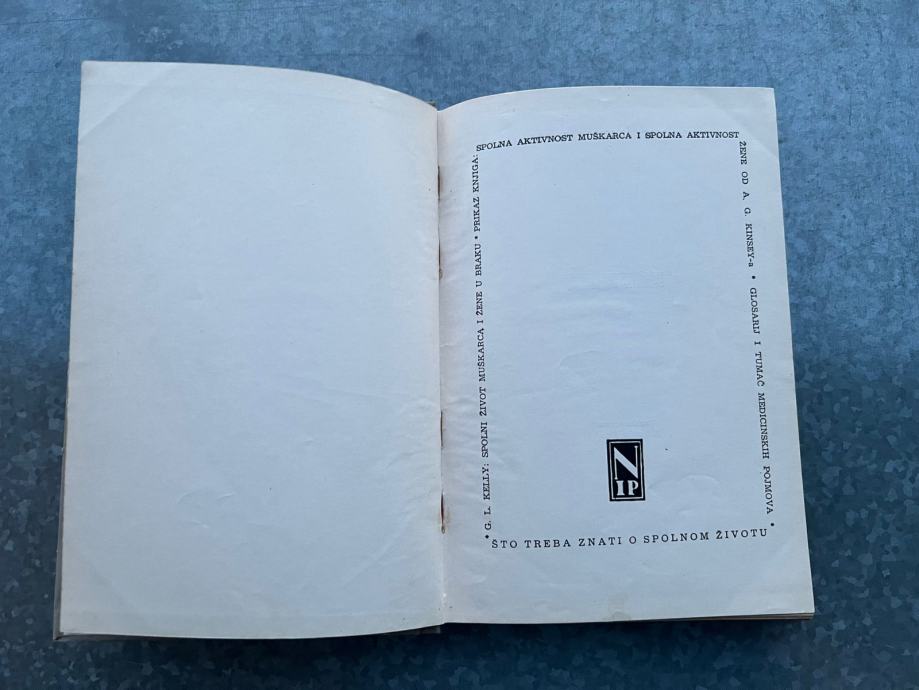 • G. L. KELLY: SPOLNI ŽIVOT MUŠKARCA I ŽENE U BRAKU • PRIKAZ KNJIGA:
SPOLNA AKTIVNOST MUŠKARCA I SPOLNA AKTIVNOST
ŽENE OD A. G. KINSEY-a • GLOSARIJ I TUMAČ MEDICINSKIH POJMOVA •
ŠTO TREBA ZNATI O SPOLNOM ŽIVOTU
N
IP